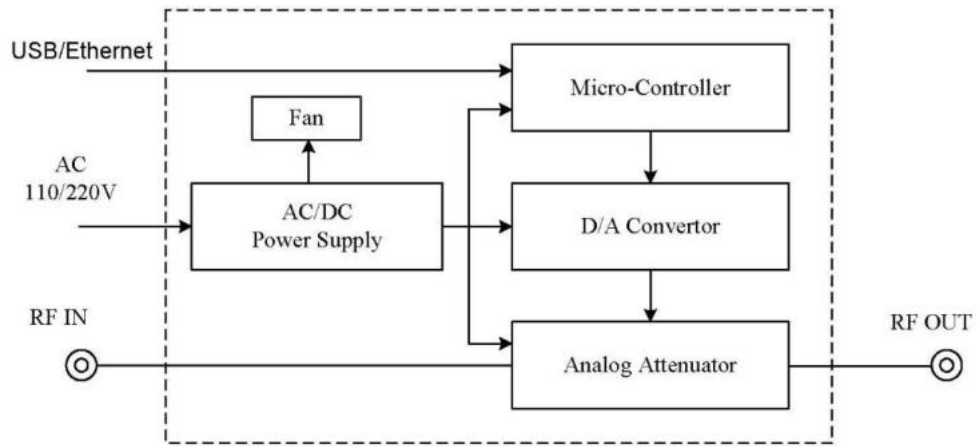 USB/Ethernet
Micro-Controller
Fan
AC
110/220V
AC/DC
Power Supply
D/A Convertor
RF IN
Analog Attenuator
RF OUT